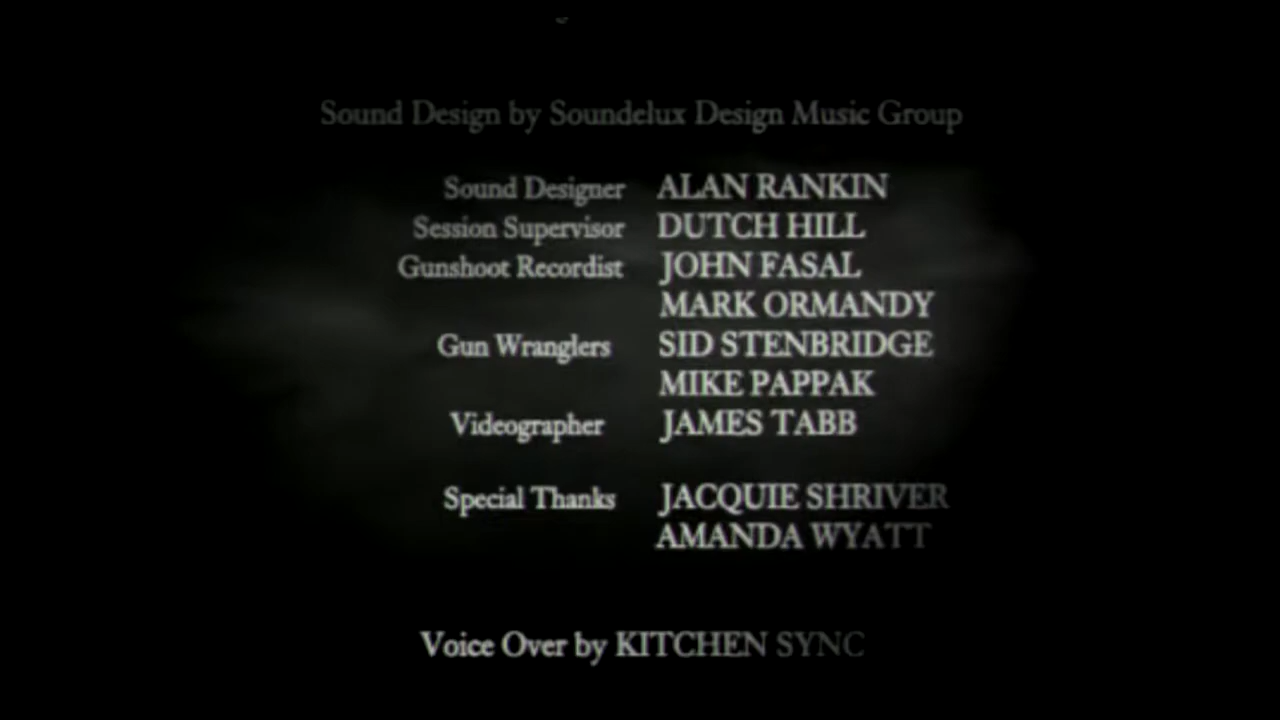 Sound Design by Soundelux Design Music Group
Sound Designer ALAN RANKIN
Session Supervisor DUTCH HILL
Gunshoot Recordist JOHN FASAL
MARK ORMANDY
Gun Wranglers SID STENBRIDGE
MIKE PAPPAK
Videographer JAMES TABB
Special Thanks JACQUIE SHRIVER
AMANDA WYATT
Voice Over by KITCHEN SYNC